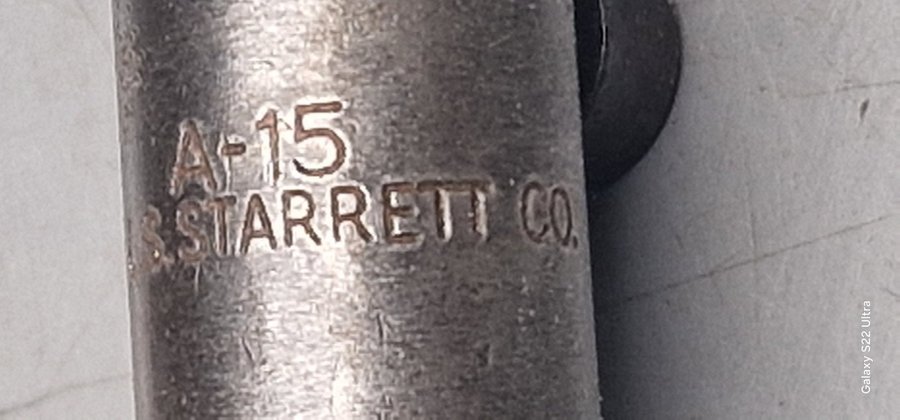 A-15
S.STARRETT CO.
Galaxy S22 Ultra